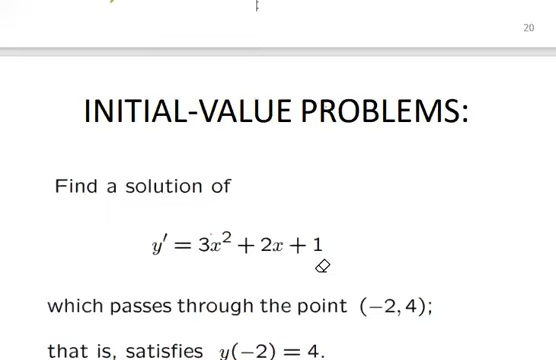 20
INITIAL-VALUE PROBLEMS:
Find a solution of
y′ = 3x² + 2x + 1
which passes through the point (−2, 4);
that is, satisfies y(−2) = 4.